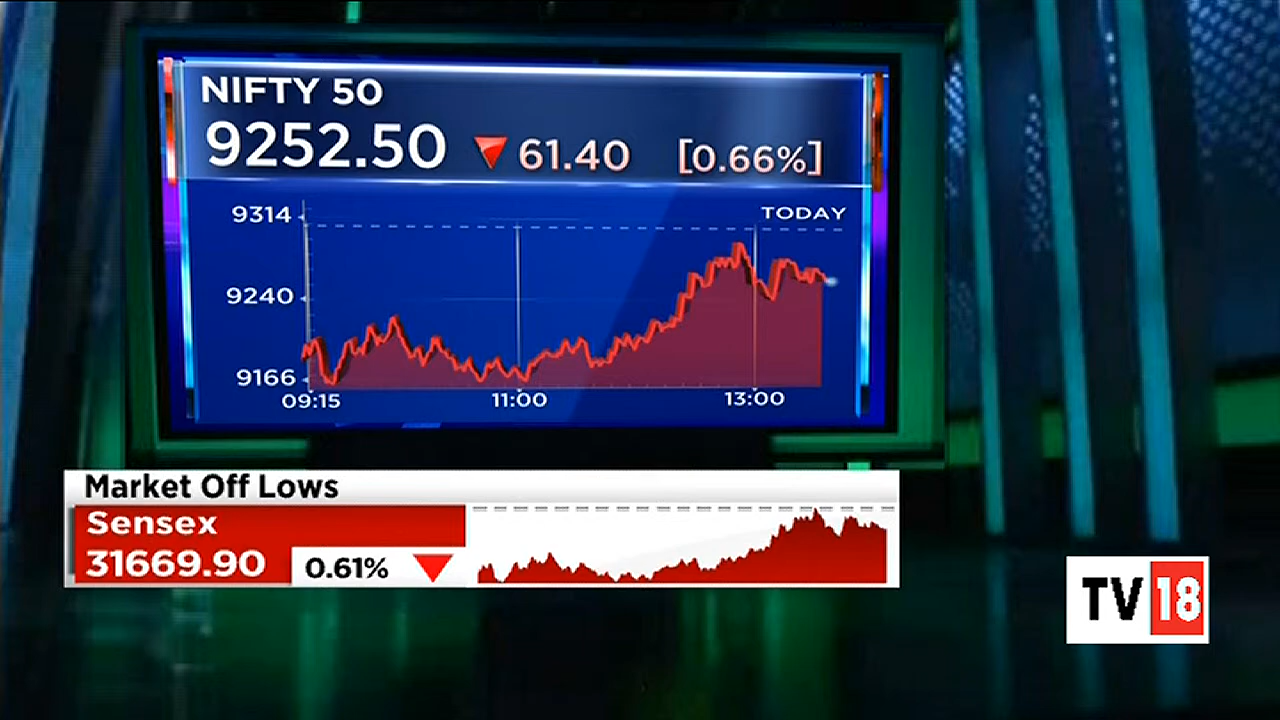 NIFTY 50
9252.50 ▼ 61.40 [0.66%]
TODAY
9314
9240
9166
09:15 11:00 13:00
Market Off Lows
Sensex
31669.90 0.61% ▼
TV18